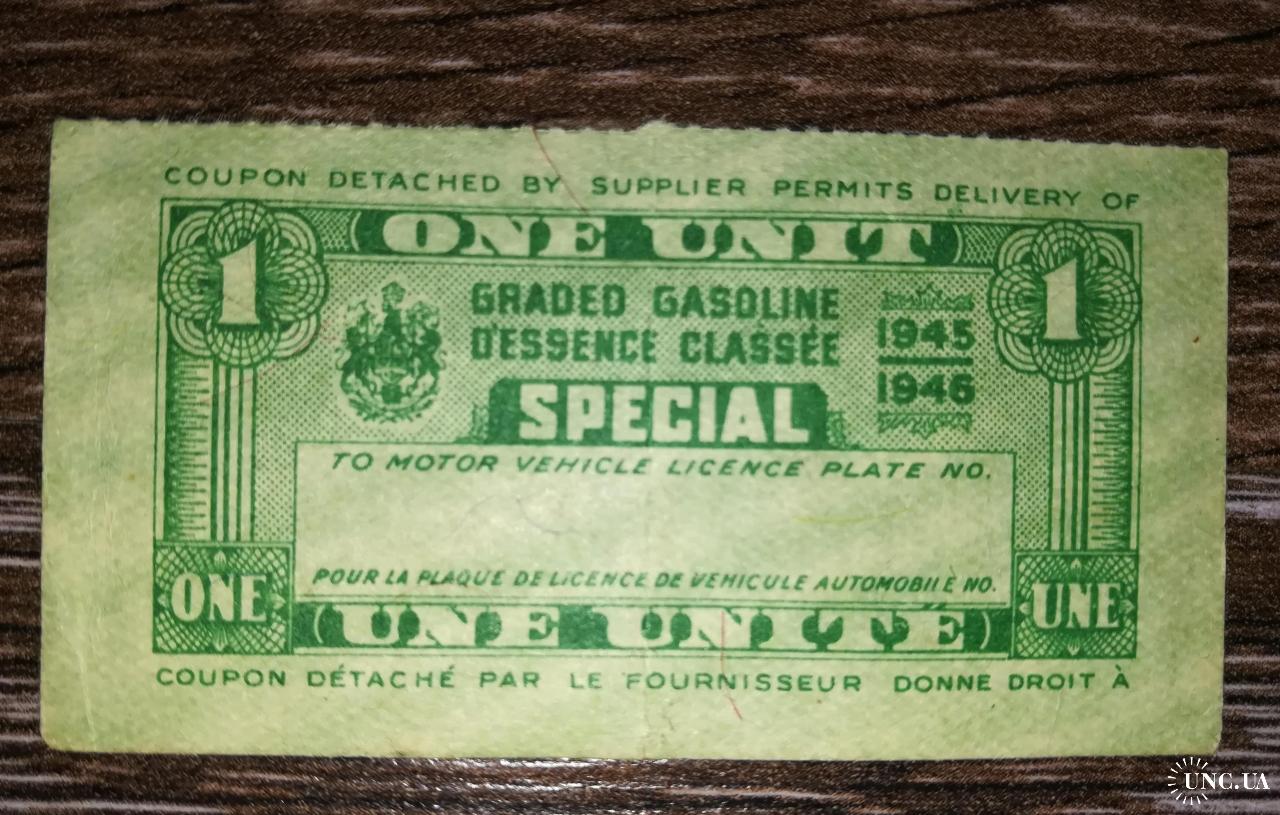 COUPON DETACHED BY SUPPLIER PERMITS DELIVERY OF
1 (ONE UNIT) 1
GRADED GASOLINE
D'ESSENCE CLASSÉE
1945
1946
SPECIAL
TO MOTOR VEHICLE LICENCE PLATE NO.
POUR LA PLAQUE DE LICENCE DE VEHICULE AUTOMOBILE NO.
ONE (UNE UNITÉ) UNE
COUPON DÉTACHÉ PAR LE FOURNISSEUR DONNE DROIT À
UNC.UA